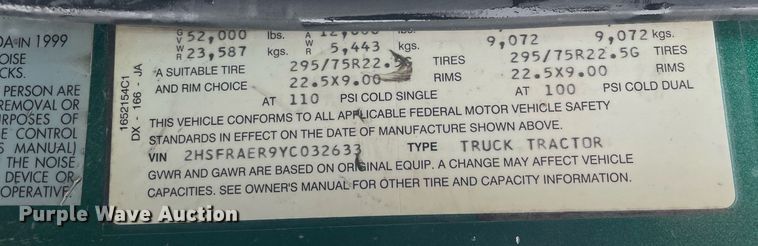 DA IN 1999
OISE
CKS.
PERSON ARE
REMOVAL OR
URPOSES OF
E CONTROL
S MANUAL)
THE NOISE
DEVICE OR
OPERATIVE.
1652154C1
DX - 166 - JA
GVWR 52,000 lbs. AWR 12,000 lbs.
23,587 kgs. 5,443 kgs. 9,072 9,072 kgs.
A SUITABLE TIRE 295/75R22.5G TIRES 295/75R22.5G TIRES
AND RIM CHOICE 22.5X9.00 RIMS 22.5X9.00 RIMS
AT 110 PSI COLD SINGLE AT 100 PSI COLD DUAL
THIS VEHICLE CONFORMS TO ALL APPLICABLE FEDERAL MOTOR VEHICLE SAFETY
STANDARDS IN EFFECT ON THE DATE OF MANUFACTURE SHOWN ABOVE.
VIN 2HSFRAER9YC032633 TYPE TRUCK TRACTOR
GVWR AND GAWR ARE BASED ON ORIGINAL EQUIP. A CHANGE MAY AFFECT VEHICLE
CAPACITIES. SEE OWNER'S MANUAL FOR OTHER TIRE AND CAPACITY INFORMATION.
Purple Wave Auction